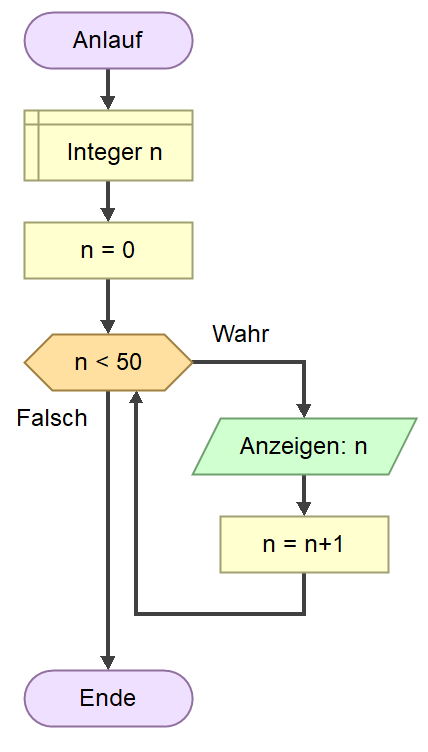 Anlauf
Integer n
n = 0
n < 50
Wahr
Falsch
Anzeigen: n
n = n+1
Ende